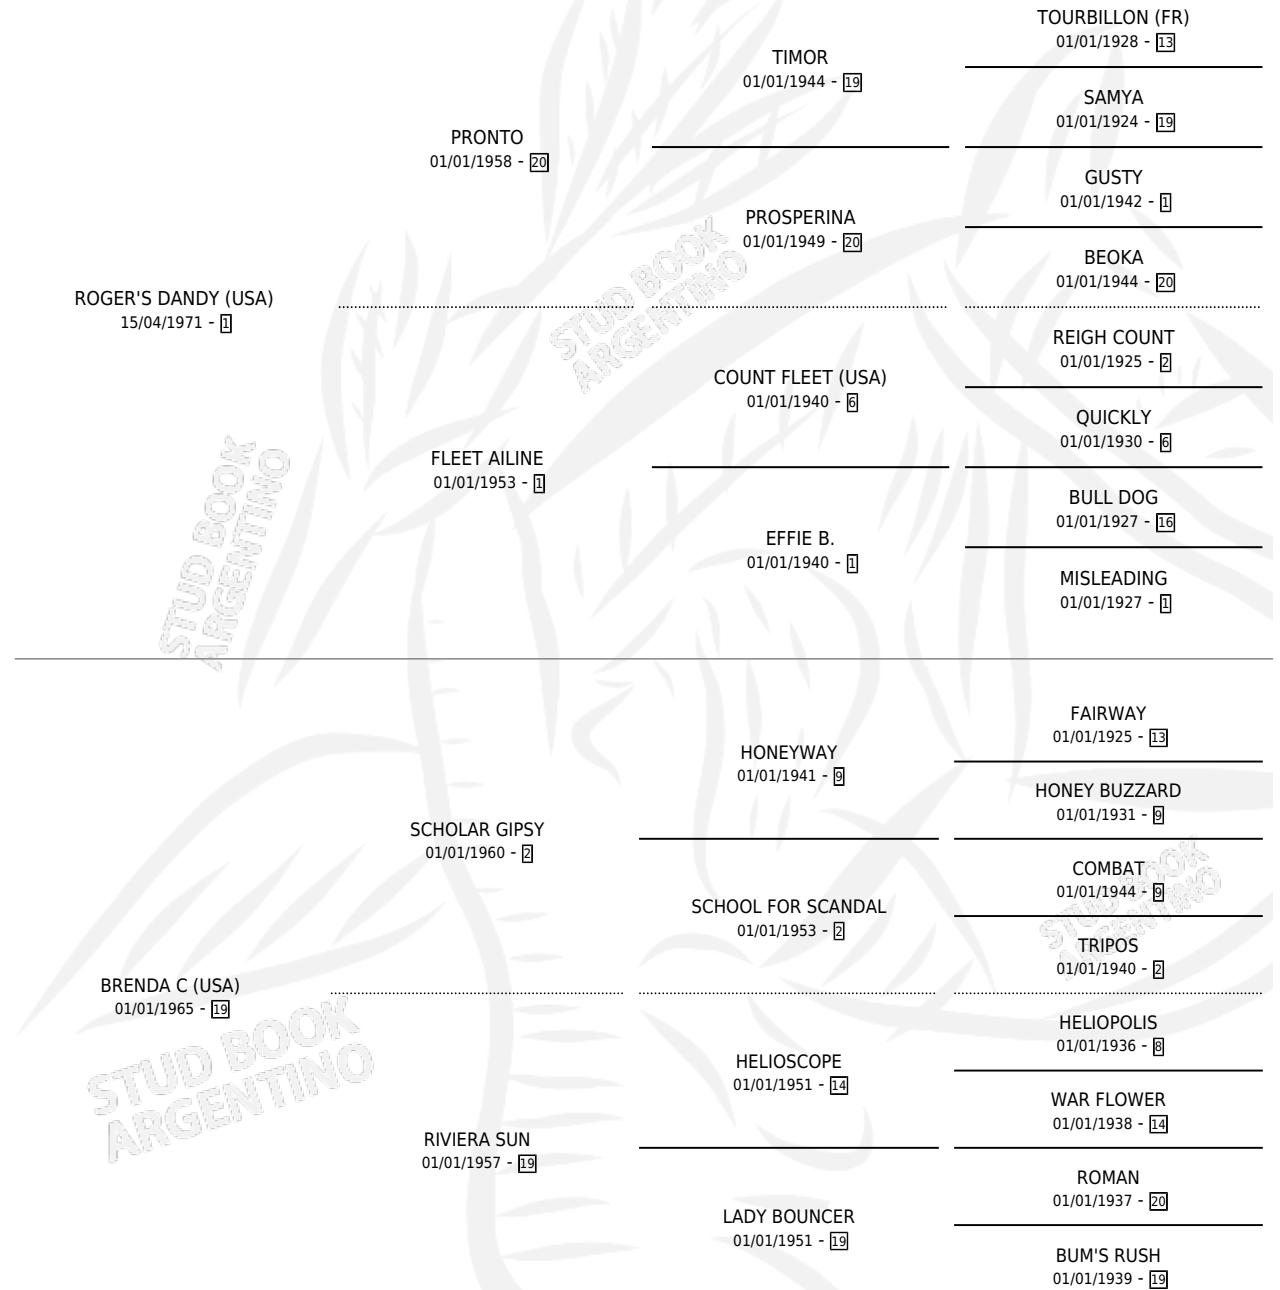 TOURBILLON (FR)
01/01/1928 - 13
TIMOR
01/01/1944 - 19
SAMYA
01/01/1924 - 19
PRONTO
01/01/1958 - 20
GUSTY
01/01/1942 - 1
PROSPERINA
01/01/1949 - 20
BEOKA
01/01/1944 - 20
ROGER'S DANDY (USA)
15/04/1971 - 1
STUD BOOK
ARGENTINO
REIGH COUNT
01/01/1925 - 2
COUNT FLEET (USA)
01/01/1940 - 6
QUICKLY
01/01/1930 - 6
FLEET AILINE
01/01/1953 - 1
BULL DOG
01/01/1927 - 16
EFFIE B.
01/01/1940 - 1
MISLEADING
01/01/1927 - 1
STUD BOOK
ARGENTINO
FAIRWAY
01/01/1925 - 13
HONEYWAY
01/01/1941 - 9
HONEY BUZZARD
01/01/1931 - 9
SCHOLAR GIPSY
01/01/1960 - 2
COMBAT
01/01/1944 - 9
SCHOOL FOR SCANDAL
01/01/1953 - 2
STUD BOOK
ARGENTINO
TRIPOS
01/01/1940 - 2
BRENDA C (USA)
01/01/1965 - 19
HELIOPOLIS
01/01/1936 - 8
HELIOSCOPE
01/01/1951 - 14
STUD BOOK
ARGENTINO
WAR FLOWER
01/01/1938 - 14
RIVIERA SUN
01/01/1957 - 19
ROMAN
01/01/1937 - 20
LADY BOUNCER
01/01/1951 - 19
BUM'S RUSH
01/01/1939 - 19